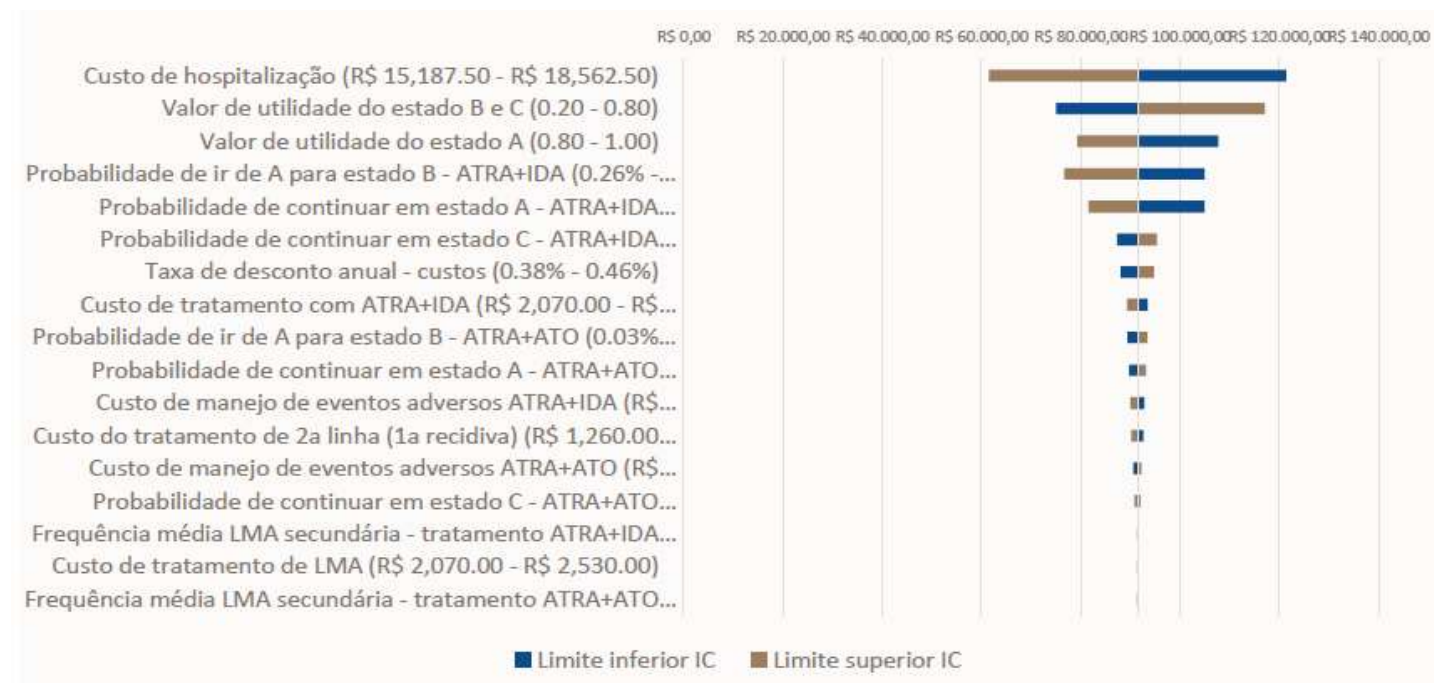 R$ 0,00 R$ 20.000,00 R$ 40.000,00 R$ 60.000,00 R$ 80.000,00 R$ 100.000,00 R$ 120.000,00 R$ 140.000,00
Custo de hospitalização (R$ 15,187.50 - R$ 18,562.50)
Valor de utilidade do estado B e C (0.20 - 0.80)
Valor de utilidade do estado A (0.80 - 1.00)
Probabilidade de ir de A para estado B - ATRA+IDA (0.26% -...
Probabilidade de continuar em estado A - ATRA+IDA...
Probabilidade de continuar em estado C - ATRA+IDA...
Taxa de desconto anual - custos (0.38% - 0.46%)
Custo de tratamento com ATRA+IDA (R$ 2,070.00 - R$...
Probabilidade de ir de A para estado B - ATRA+ATO (0.03%...
Probabilidade de continuar em estado A - ATRA+ATO...
Custo de manejo de eventos adversos ATRA+IDA (R$...
Custo do tratamento de 2a linha (1a recidiva) (R$ 1,260.00...
Custo de manejo de eventos adversos ATRA+ATO (R$...
Probabilidade de continuar em estado C - ATRA+ATO...
Frequência média LMA secundária - tratamento ATRA+IDA...
Custo de tratamento de LMA (R$ 2,070.00 - R$ 2,530.00)
Frequência média LMA secundária - tratamento ATRA+ATO...
Limite inferior IC Limite superior IC